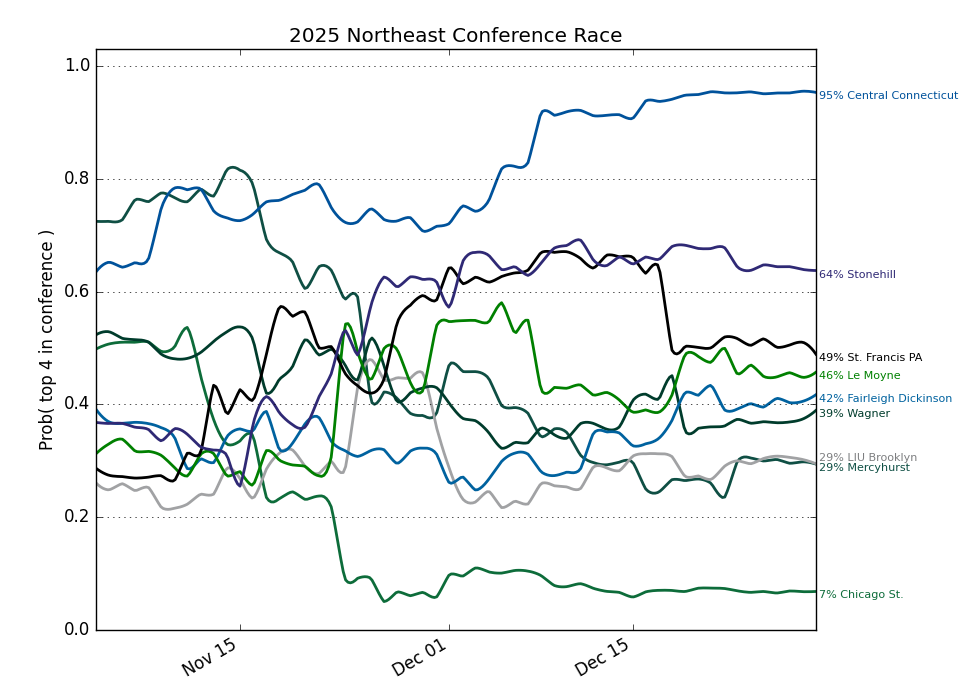 2025 Northeast Conference Race
Prob( top 4 in conference )
1.0
0.8
0.6
0.4
0.2
0.0
Nov 15
Dec 01
Dec 15
95% Central Connecticut
64% Stonehill
49% St. Francis PA
46% Le Moyne
42% Fairleigh Dickinson
39% Wagner
29% LIU Brooklyn
29% Mercyhurst
7% Chicago St.